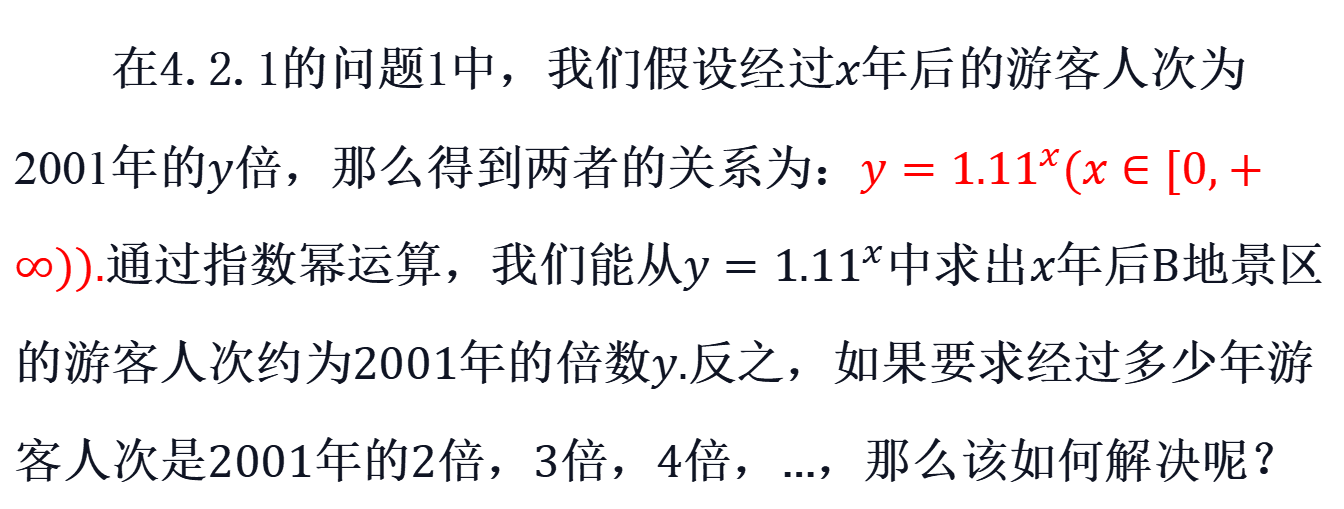 在4.2.1的问题1中，我们假设经过x年后的游客人次为
2001年的y倍，那么得到两者的关系为：y = 1.11ˣ(x ∈ [0, +
∞)).通过指数幂运算，我们能从y = 1.11ˣ中求出x年后B地景区
的游客人次约为2001年的倍数y.反之，如果要求经过多少年游
客人次是2001年的2倍，3倍，4倍，…，那么该如何解决呢？